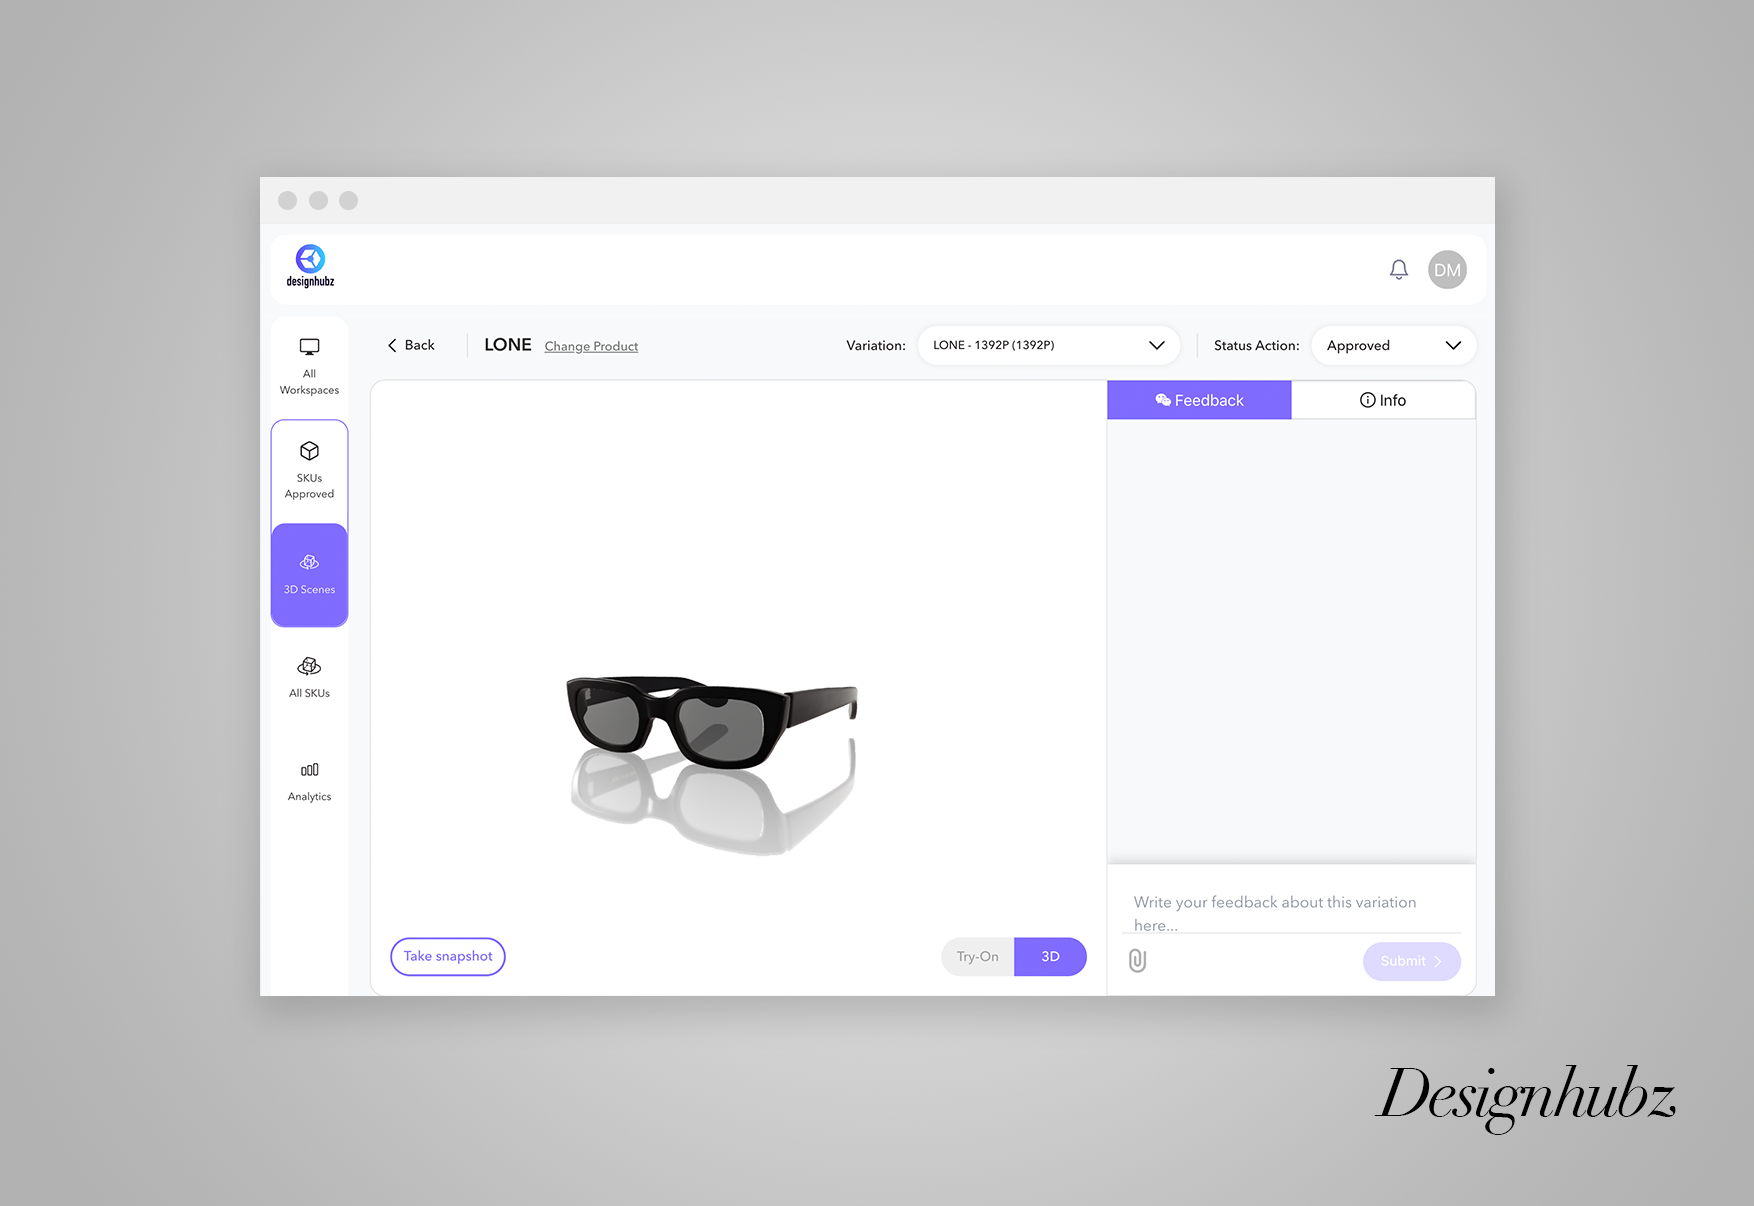 designhubz
DM
Back
LONE
Change Product
Variation:
LONE - 1392P (1392P)
Status Action:
Approved
All
Workspaces
SKUs
Approved
3D Scenes
All SKUs
Analytics
Feedback
Info
Write your feedback about this variation
here...
Take snapshot
Try-On
3D
Submit
Designhubz